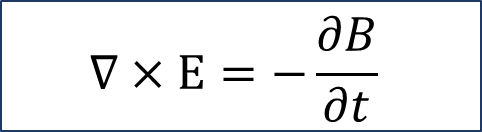 ∇ × E = − ∂B/∂t